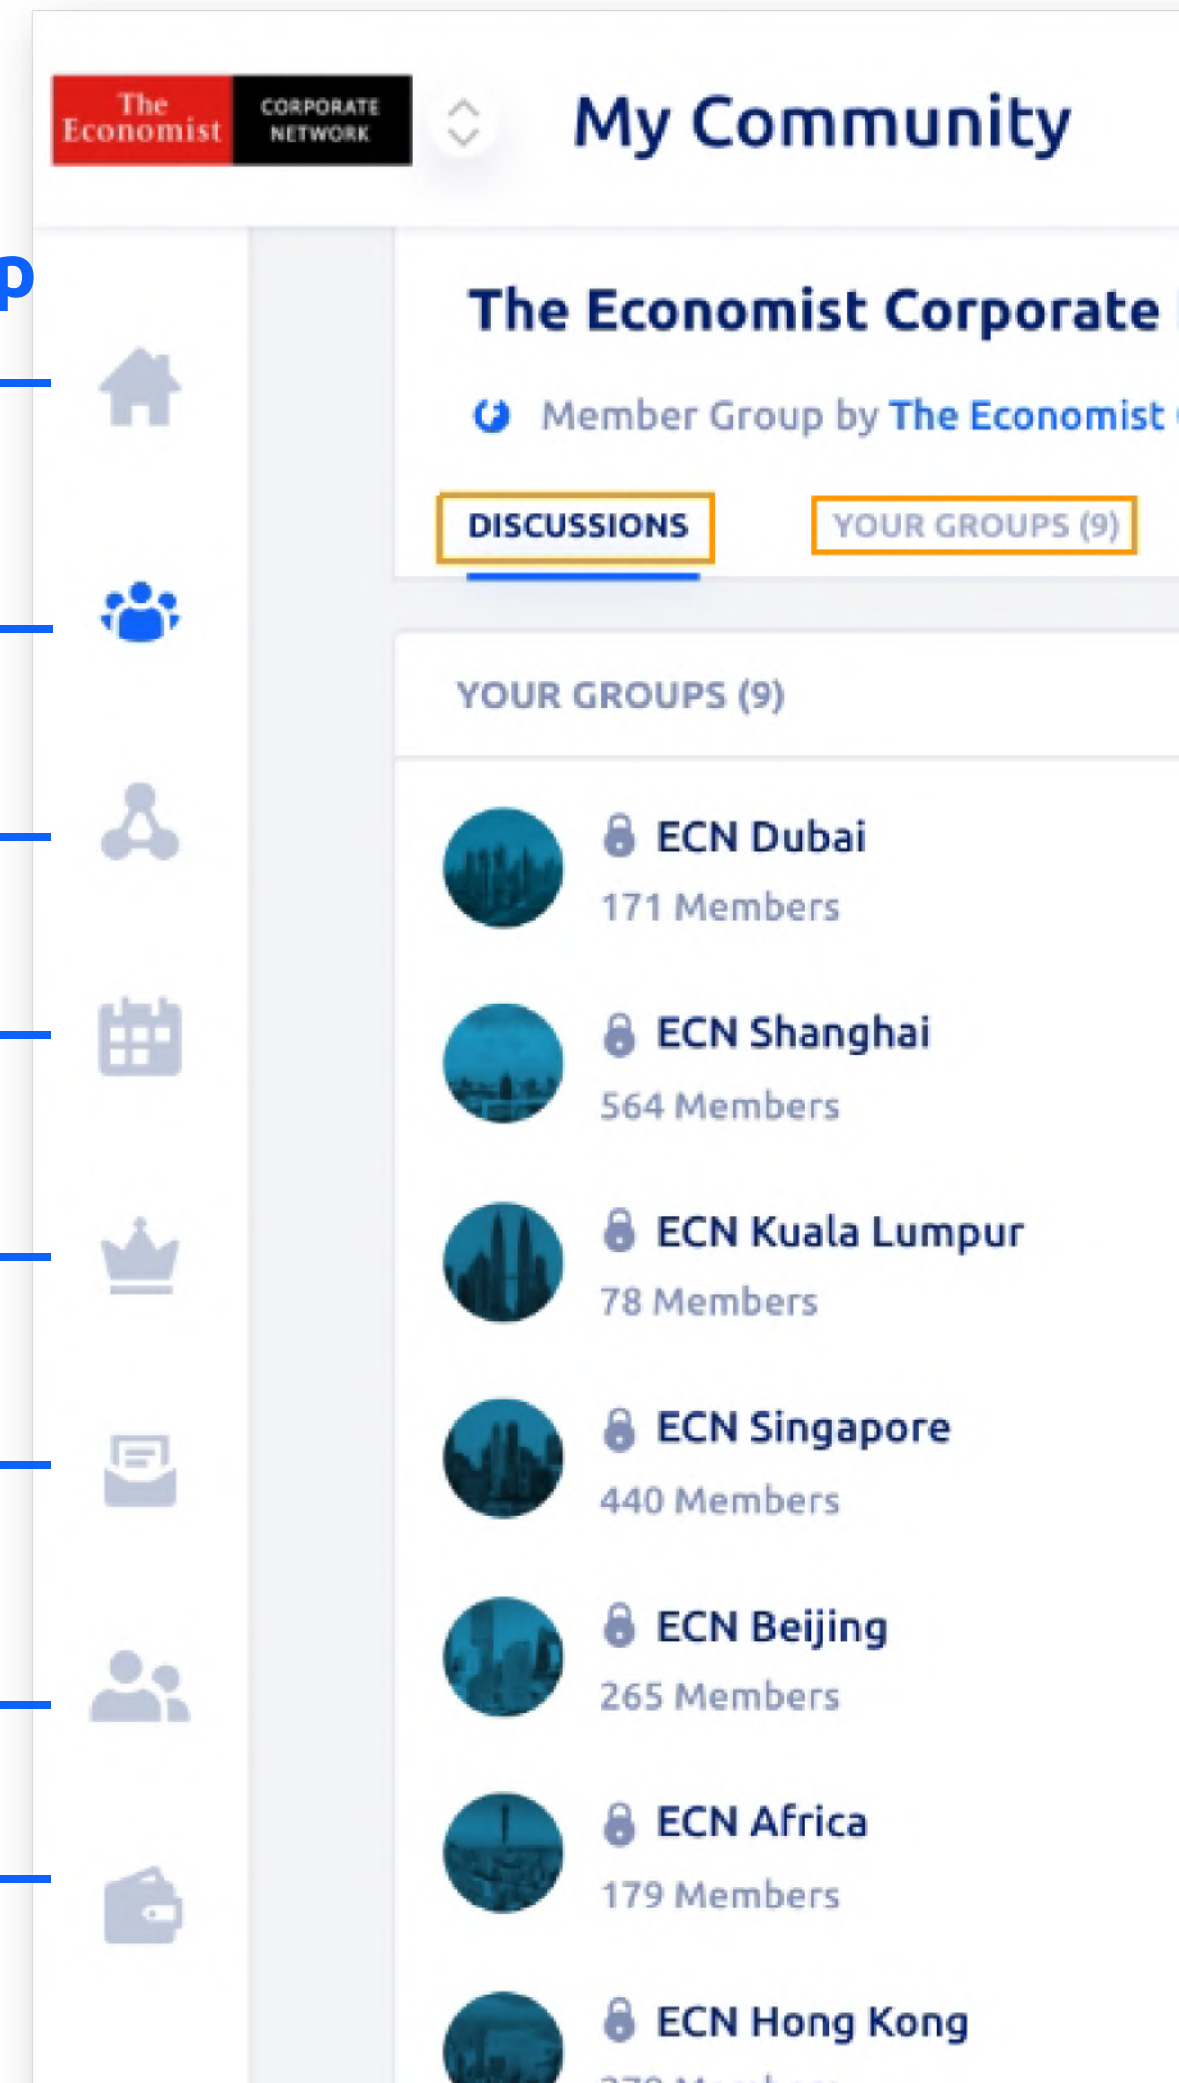 The
Economist
CORPORATE
NETWORK
My Community
p
The Economist Corporate
Member Group by The Economist
DISCUSSIONS
YOUR GROUPS (9)
YOUR GROUPS (9)
ECN Dubai
171 Members
ECN Shanghai
564 Members
ECN Kuala Lumpur
78 Members
ECN Singapore
440 Members
ECN Beijing
265 Members
ECN Africa
179 Members
ECN Hong Kong